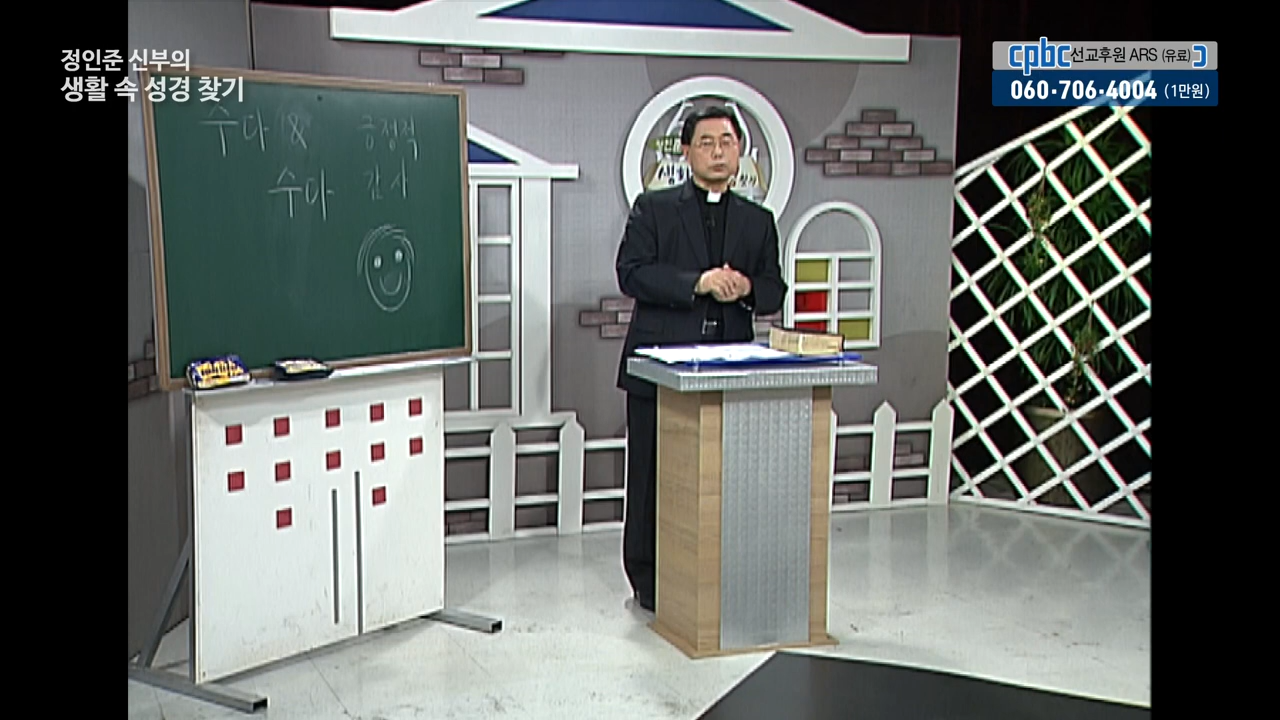 정인준 신부의
생활 속 성경 찾기
cpbc 선교후원 ARS (유료)
060·706·4004 (1만원)
수다 &
수다
긍정적
감사